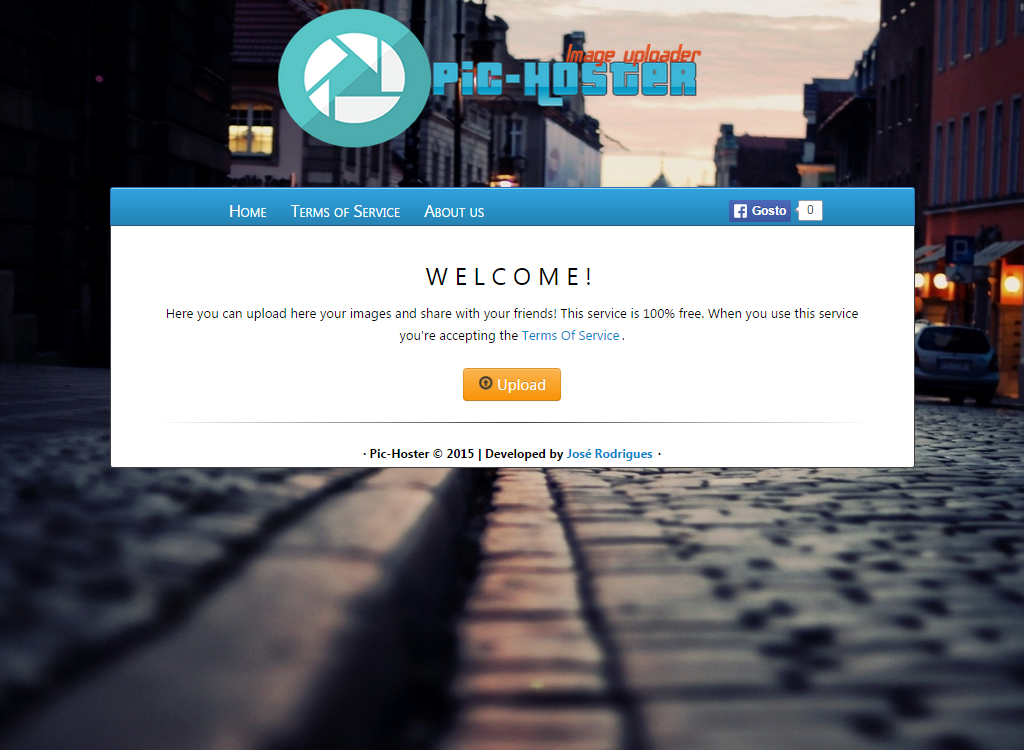 Image uploader
Pic-Hoster
Home Terms of Service About us
Gosto 0
WELCOME!
Here you can upload here your images and share with your friends! This service is 100% free. When you use this service
you're accepting the Terms Of Service .
Upload
· Pic-Hoster © 2015 | Developed by José Rodrigues ·